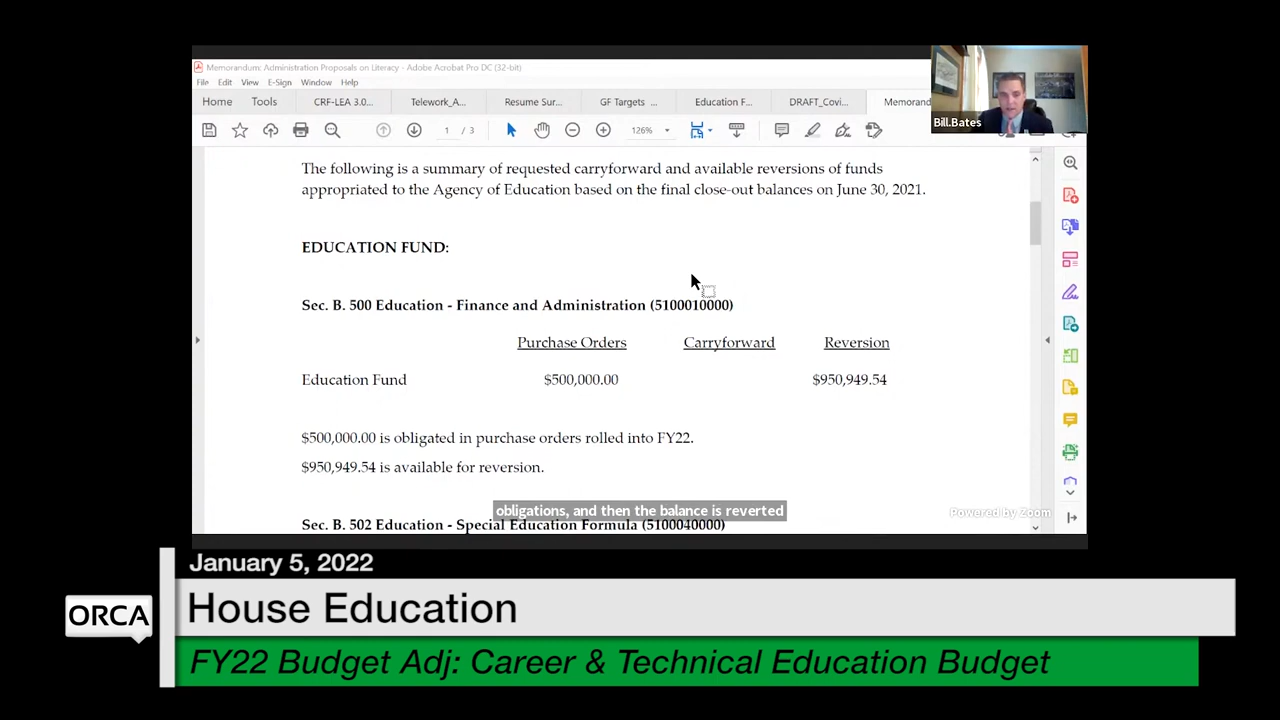 Memorandum: Administration Proposals on Literacy - Adobe Acrobat Pro DC (32-bit)
File Edit View E-Sign Window Help
Home Tools CRF-LEA 3.0... Telework_A... Resume Sur... GF Targets ... Education F... DRAFT_Covi... Memorand
1 / 3 126%
Bill.Bates
The following is a summary of requested carryforward and available reversions of funds
appropriated to the Agency of Education based on the final close-out balances on June 30, 2021.
EDUCATION FUND:
Sec. B. 500 Education - Finance and Administration (5100010000)
Purchase Orders Carryforward Reversion
Education Fund $500,000.00 $950,949.54
$500,000.00 is obligated in purchase orders rolled into FY22.
$950,949.54 is available for reversion.
obligations, and then the balance is reverted
Powered by Zoom
Sec. B. 502 Education - Special Education Formula (5100040000)
January 5, 2022
ORCA
House Education
FY22 Budget Adj: Career & Technical Education Budget